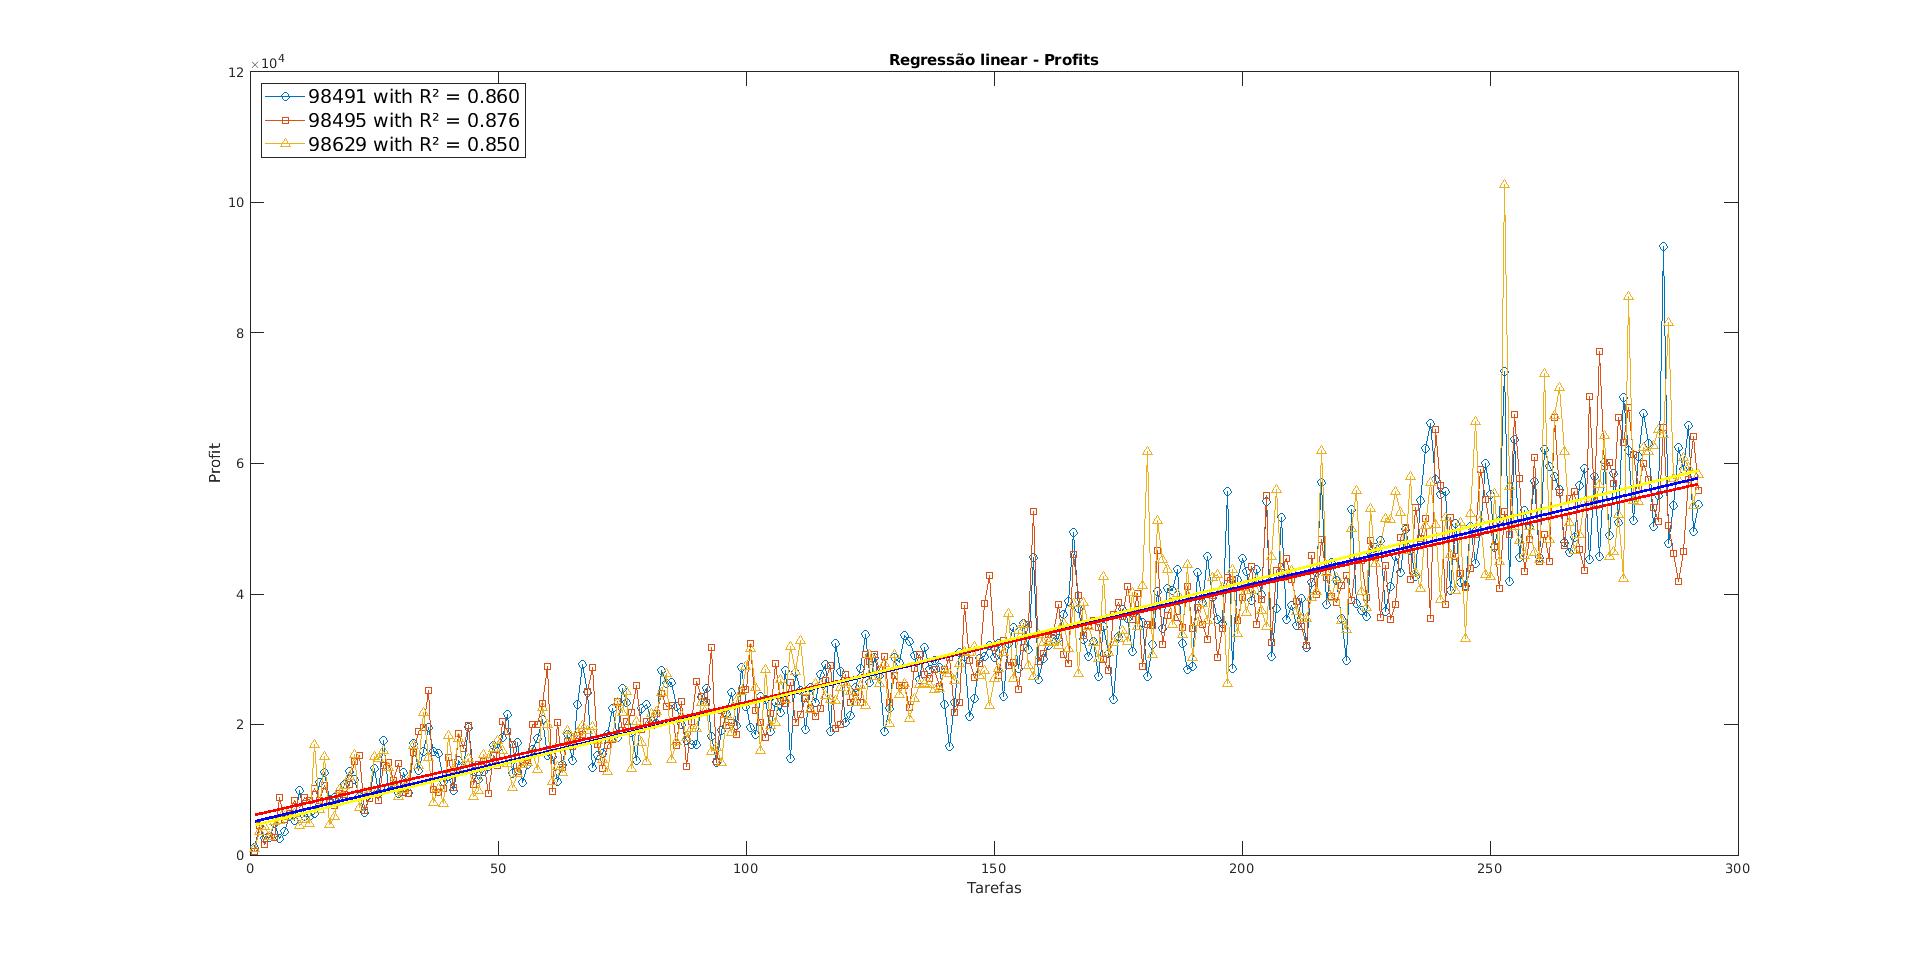 Regressão linear - Profits
×10⁴
98491 with R² = 0.860
98495 with R² = 0.876
98629 with R² = 0.850
12
10
8
6
4
2
0
Profit
0 50 100 150 200 250 300
Tarefas